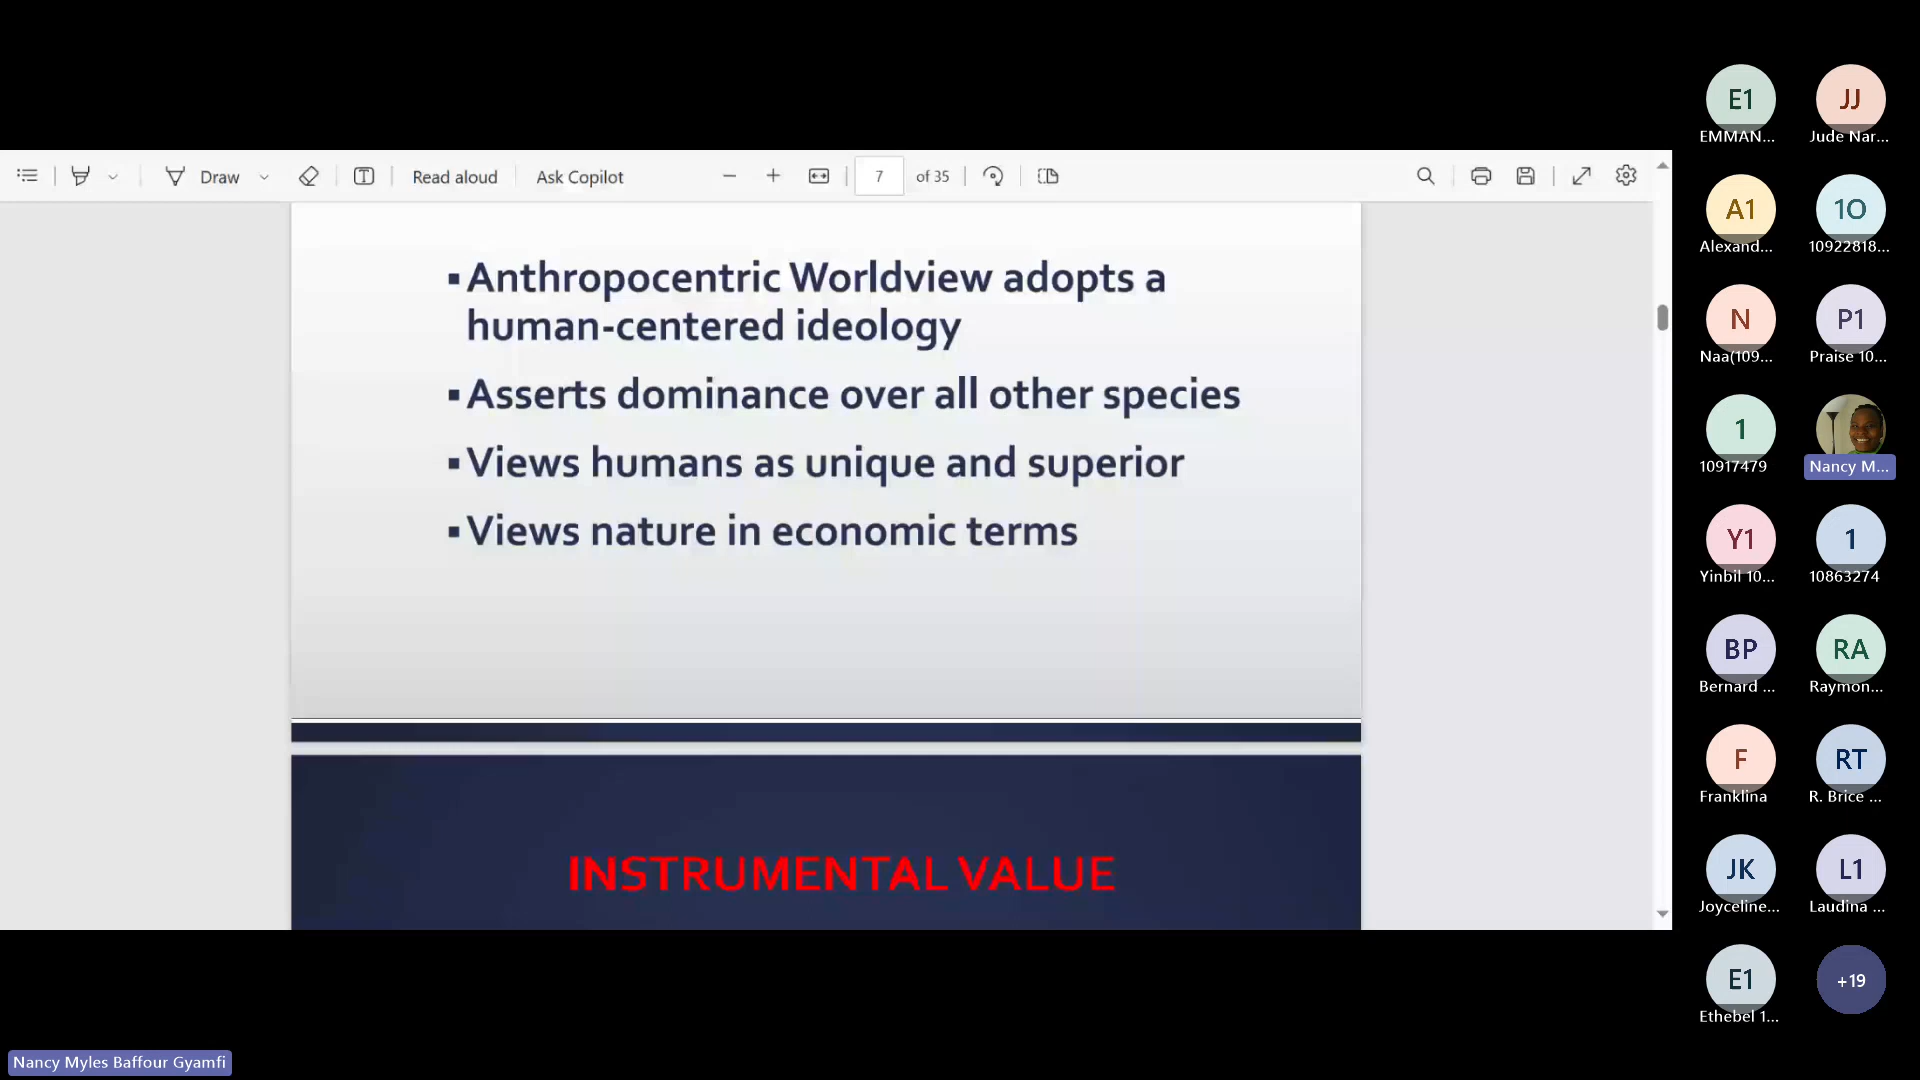 Draw
Read aloud
Ask Copilot
7 of 35
▪Anthropocentric Worldview adopts a
human-centered ideology
▪Asserts dominance over all other species
▪Views humans as unique and superior
▪Views nature in economic terms
INSTRUMENTAL VALUE
E1
EMMAN...
JJ
Jude Nar...
A1
Alexand...
1O
10922818...
N
Naa(109...
P1
Praise 10...
1
10917479
Nancy M...
Y1
Yinbil 10...
1
10863274
BP
Bernard ...
RA
Raymon...
F
Franklina
RT
R. Brice ...
JK
Joyceline...
L1
Laudina ...
E1
Ethebel 1...
+19
Nancy Myles Baffour Gyamfi